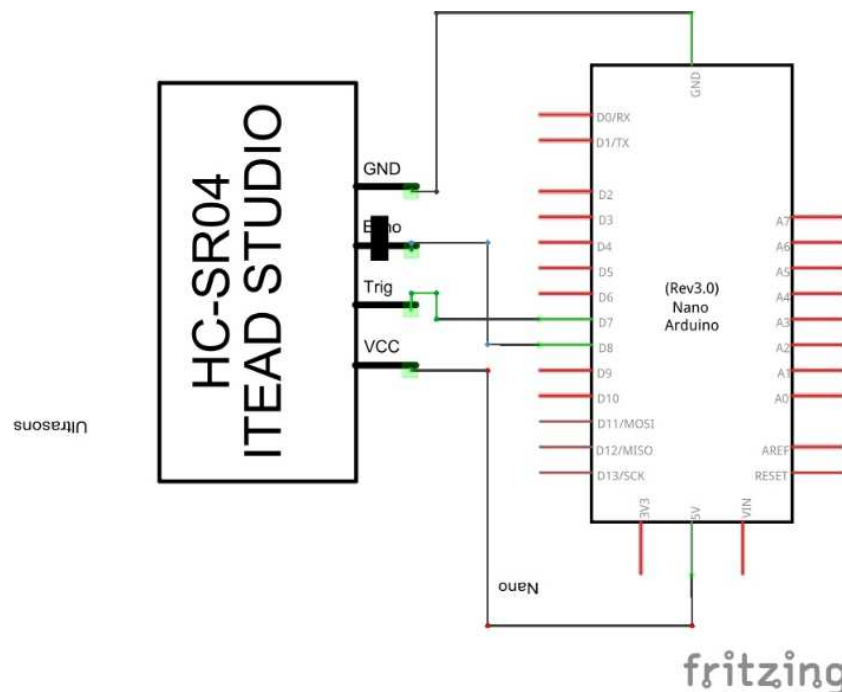 HC-SR04
ITEAD STUDIO
GND
Trig
VCC
Ultrasons
GND
D0/RX
D1/TX
D2
D3
D4
D5
D6
D7
D8
D9
D10
D11/MOSI
D12/MISO
D13/SCK
(Rev3.0)
Nano
Arduino
A7
A6
A5
A4
A3
A2
A1
A0
AREF
RESET
3V3
5V
VIN
Nano
fritzing